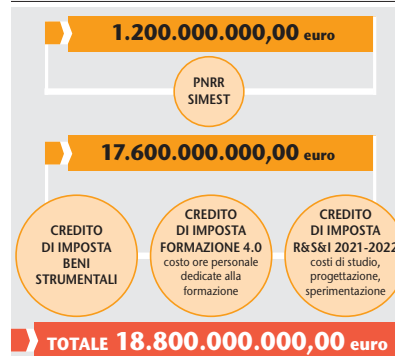 1.200.000.000,00 euro
PNRR
SIMEST
17.600.000.000,00 euro
CREDITO
DI IMPOSTA
BENI
STRUMENTALI
CREDITO
DI IMPOSTA
FORMAZIONE 4.0
costo ore personale
dedicate alla
formazione
CREDITO
DI IMPOSTA
R&S&I 2021-2022
costi di studio,
progettazione,
sperimentazione
TOTALE 18.800.000.000,00 euro